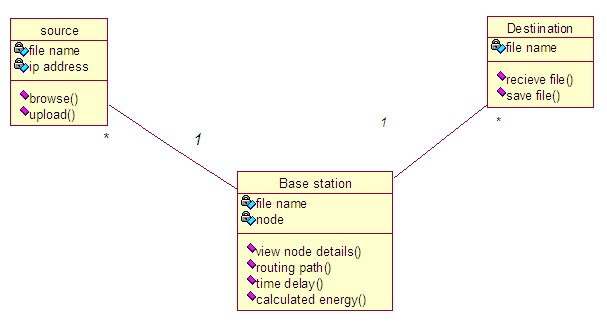 source
file name
ip address
browse()
upload()
*
1
Destiination
file name
recieve file()
save file()
*
1
Base station
file name
node
view node details()
routing path()
time delay()
calculated energy()